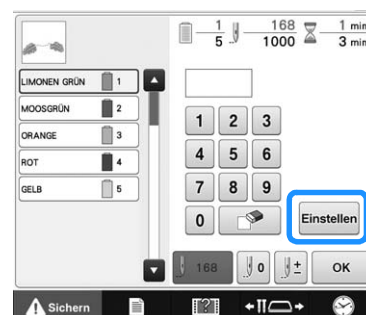 1 168 1 min
5 1000 3 min
LIMONEN GRÜN 1
MOOSGRÜN 2
ORANGE 3
ROT 4
GELB 5
1 2 3
4 5 6
7 8 9
0 Einstellen
168 0 ± OK
Sichern